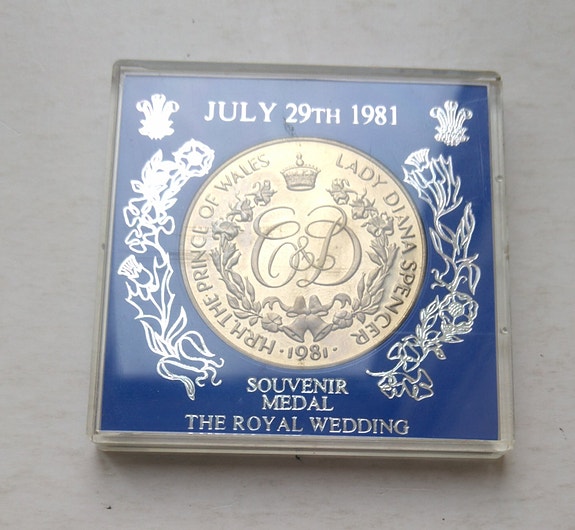 JULY 29TH 1981
H.R.H. THE PRINCE OF WALES
LADY DIANA SPENCER
C&D
·1981·
SOUVENIR
MEDAL
THE ROYAL WEDDING